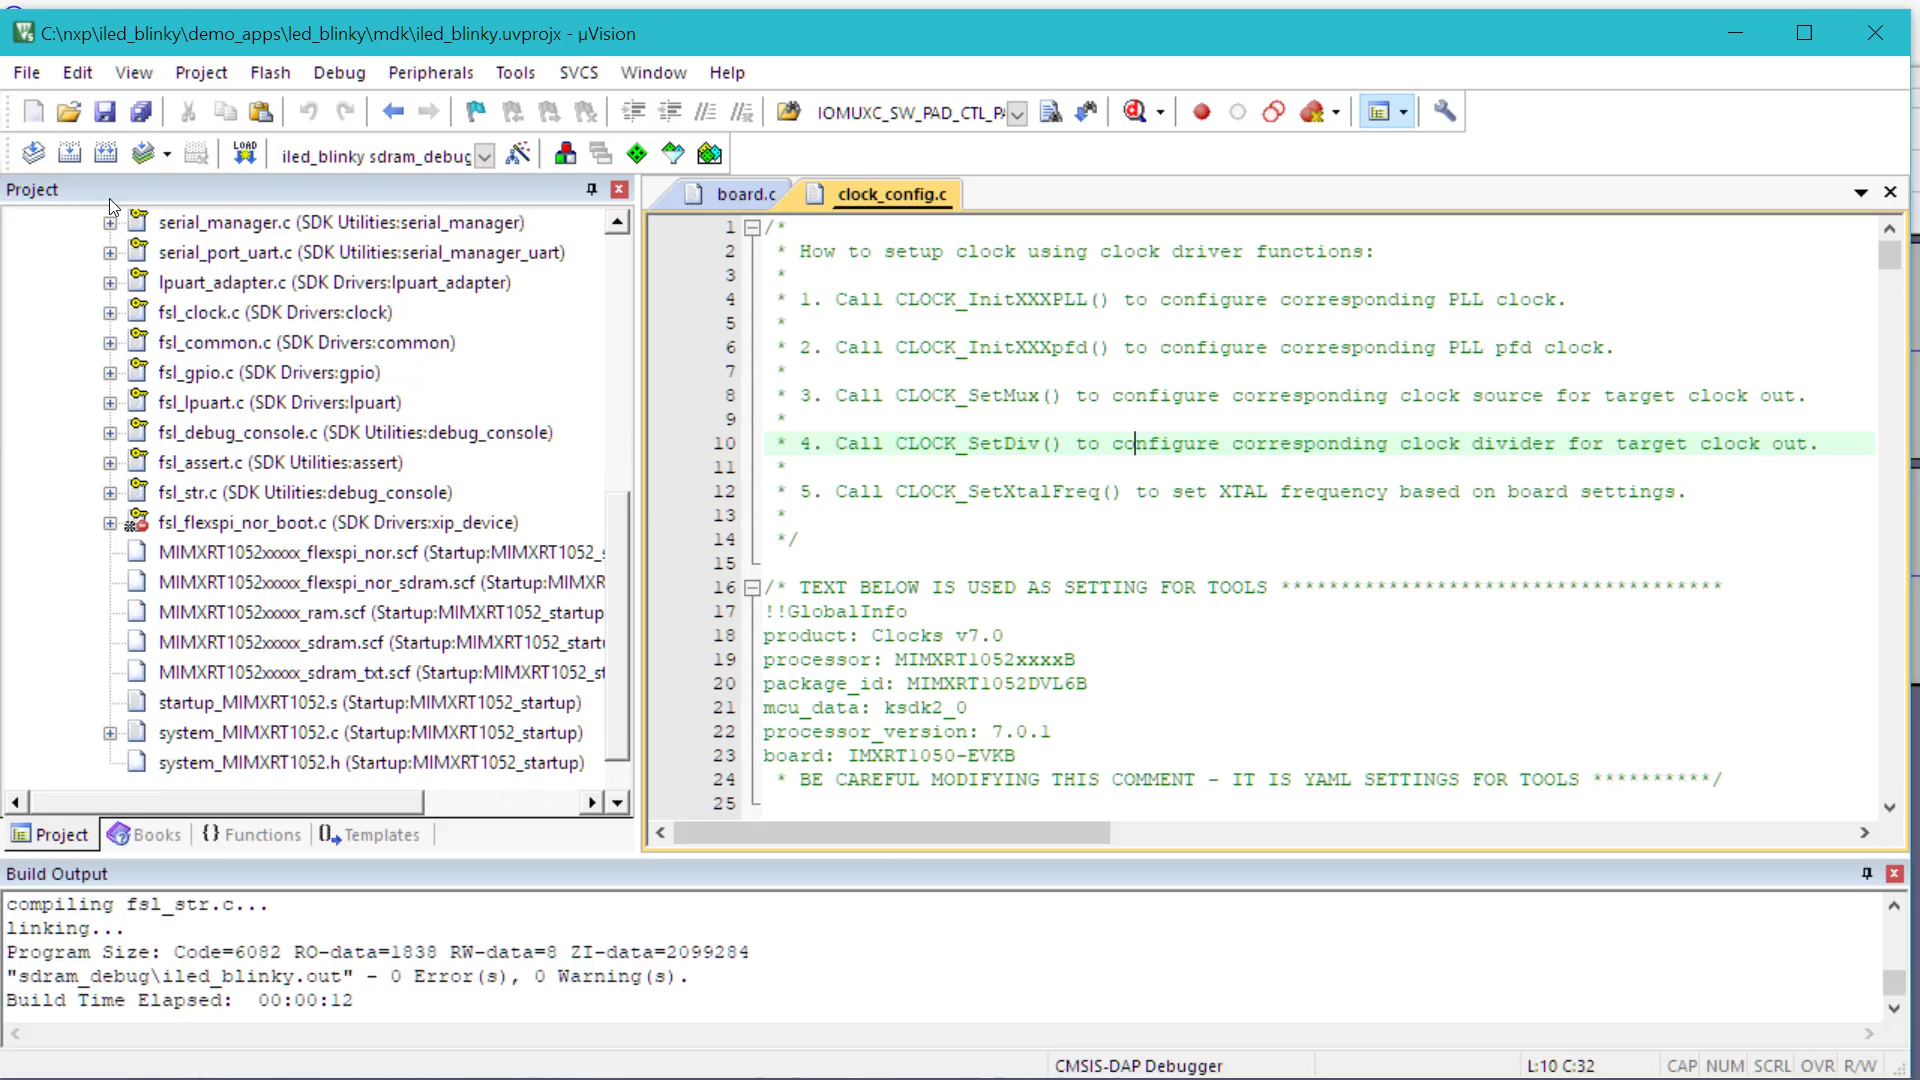 C:\nxp\iled_blinky\demo_apps\led_blinky\mdk\iled_blinky.uvprojx - µVision
File Edit View Project Flash Debug Peripherals Tools SVCS Window Help
IOMUXC_SW_PAD_CTL_PA
LOAD iled_blinky sdram_debug
Project
serial_manager.c (SDK Utilities:serial_manager)
serial_port_uart.c (SDK Utilities:serial_manager_uart)
lpuart_adapter.c (SDK Drivers:lpuart_adapter)
fsl_clock.c (SDK Drivers:clock)
fsl_common.c (SDK Drivers:common)
fsl_gpio.c (SDK Drivers:gpio)
fsl_lpuart.c (SDK Drivers:lpuart)
fsl_debug_console.c (SDK Utilities:debug_console)
fsl_assert.c (SDK Utilities:assert)
fsl_str.c (SDK Utilities:debug_console)
fsl_flexspi_nor_boot.c (SDK Drivers:xip_device)
MIMXRT1052xxxxx_flexspi_nor.scf (Startup:MIMXRT1052_s
MIMXRT1052xxxxx_flexspi_nor_sdram.scf (Startup:MIMXR
MIMXRT1052xxxxx_ram.scf (Startup:MIMXRT1052_startup
MIMXRT1052xxxxx_sdram.scf (Startup:MIMXRT1052_start
MIMXRT1052xxxxx_sdram_txt.scf (Startup:MIMXRT1052_st
startup_MIMXRT1052.s (Startup:MIMXRT1052_startup)
system_MIMXRT1052.c (Startup:MIMXRT1052_startup)
system_MIMXRT1052.h (Startup:MIMXRT1052_startup)
Project Books {} Functions Templates
board.c clock_config.c
1 /*
2 * How to setup clock using clock driver functions:
3 *
4 * 1. Call CLOCK_InitXXXPLL() to configure corresponding PLL clock.
5 *
6 * 2. Call CLOCK_InitXXXpfd() to configure corresponding PLL pfd clock.
7 *
8 * 3. Call CLOCK_SetMux() to configure corresponding clock source for target clock out.
9 *
10 * 4. Call CLOCK_SetDiv() to configure corresponding clock divider for target clock out.
11 *
12 * 5. Call CLOCK_SetXtalFreq() to set XTAL frequency based on board settings.
13 *
14 */
15
16 /* TEXT BELOW IS USED AS SETTING FOR TOOLS *************************************
17 !!GlobalInfo
18 product: Clocks v7.0
19 processor: MIMXRT1052xxxxB
20 package_id: MIMXRT1052DVL6B
21 mcu_data: ksdk2_0
22 processor_version: 7.0.1
23 board: IMXRT1050-EVKB
24 * BE CAREFUL MODIFYING THIS COMMENT - IT IS YAML SETTINGS FOR TOOLS **********/
25
Build Output
compiling fsl_str.c...
linking...
Program Size: Code=6082 RO-data=1838 RW-data=8 ZI-data=2099284
"sdram_debug\iled_blinky.out" - 0 Error(s), 0 Warning(s).
Build Time Elapsed:  00:00:12
CMSIS-DAP Debugger L:10 C:32 CAP NUM SCRL OVR R/W